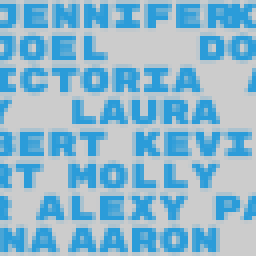 JENNIFER K
JOEL DO
ICTORIA
Y LAURA
BERT KEVI
RT MOLLY
R ALEXY PA
NA AARON